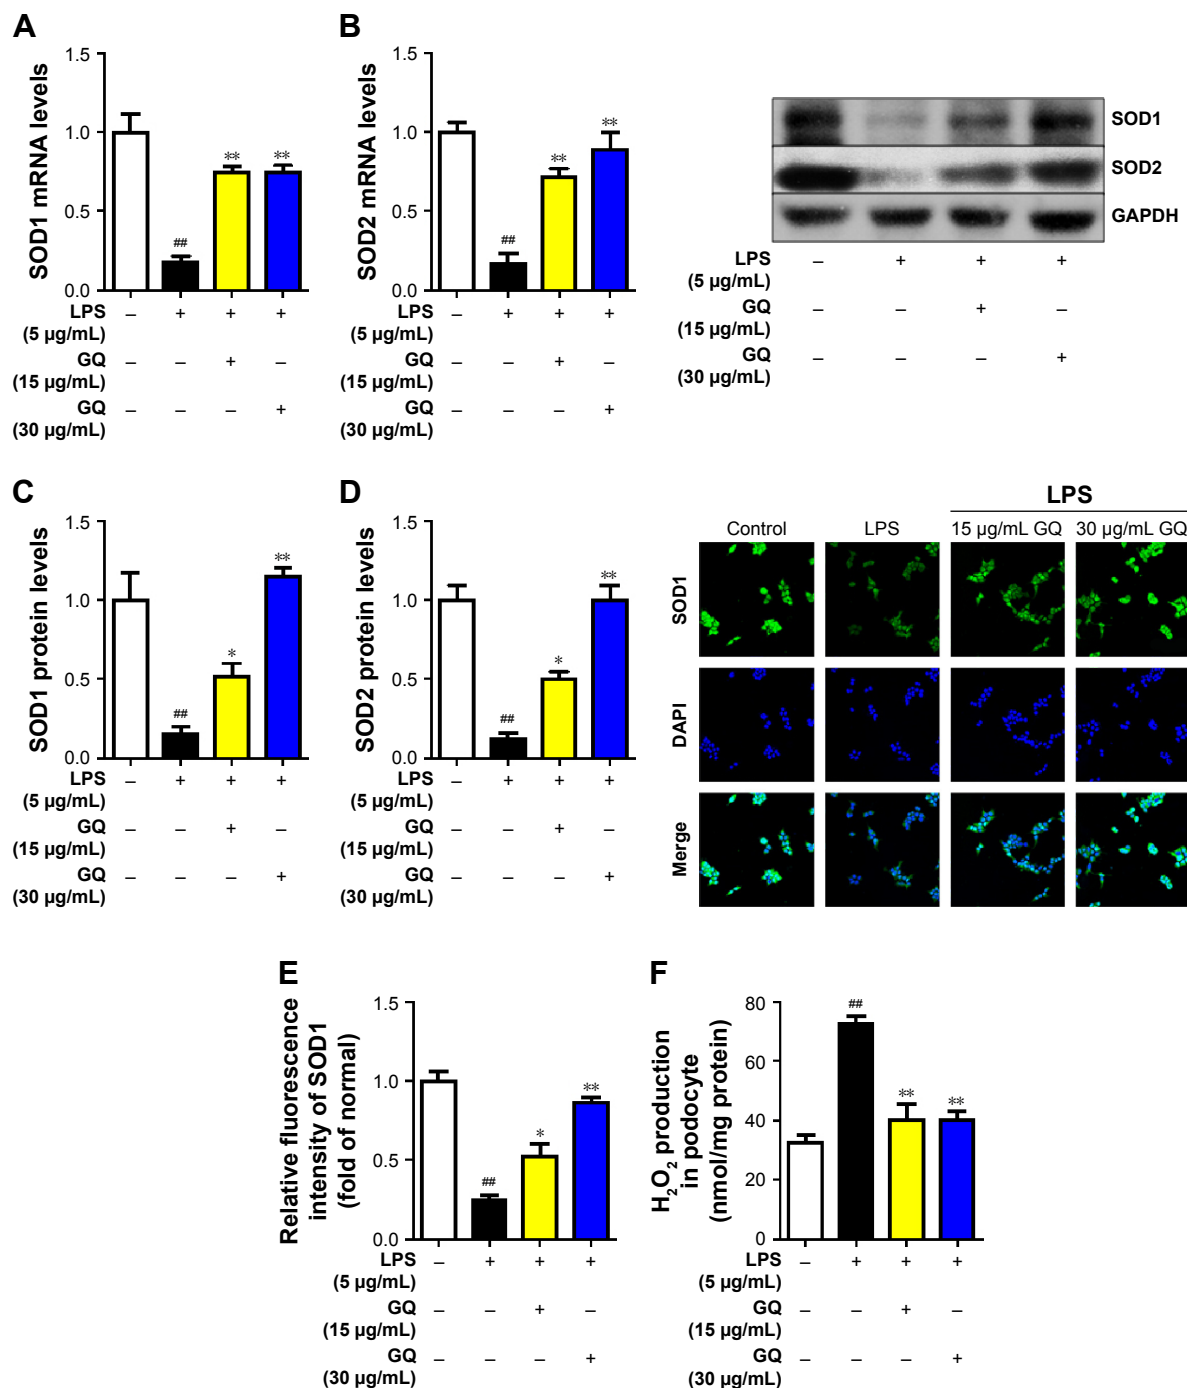 A
SOD1 mRNA levels
1.5
1.0
0.5
0.0
##
**
**
LPS – + + +
(5 µg/mL)
GQ – – + –
(15 µg/mL)
GQ – – – +
(30 µg/mL)
B
SOD2 mRNA levels
1.5
1.0
0.5
0.0
##
**
**
LPS – + + +
(5 µg/mL)
GQ – – + –
(15 µg/mL)
GQ – – – +
(30 µg/mL)
SOD1
SOD2
GAPDH
LPS – + + +
(5 µg/mL)
GQ – – + –
(15 µg/mL)
GQ – – – +
(30 µg/mL)
C
SOD1 protein levels
1.5
1.0
0.5
0.0
##
*
**
LPS – + + +
(5 µg/mL)
GQ – – + –
(15 µg/mL)
GQ – – – +
(30 µg/mL)
D
SOD2 protein levels
1.5
1.0
0.5
0.0
##
*
**
LPS – + + +
(5 µg/mL)
GQ – – + –
(15 µg/mL)
GQ – – – +
(30 µg/mL)
LPS
Control LPS 15 µg/mL GQ 30 µg/mL GQ
SOD1
DAPI
Merge
E
Relative fluorescence
intensity of SOD1
(fold of normal)
1.5
1.0
0.5
0.0
##
*
**
LPS – + + +
(5 µg/mL)
GQ – – + –
(15 µg/mL)
GQ – – – +
(30 µg/mL)
F
H₂O₂ production
in podocyte
(nmol/mg protein)
80
60
40
20
0
##
**
**
LPS – + + +
(5 µg/mL)
GQ – – + –
(15 µg/mL)
GQ – – – +
(30 µg/mL)